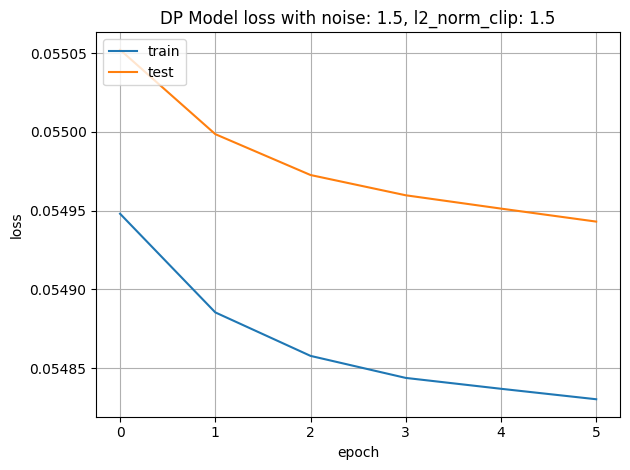 DP Model loss with noise: 1.5, l2_norm_clip: 1.5
train
test
0.05505
0.05500
0.05495
0.05490
0.05485
loss
0 1 2 3 4 5
epoch